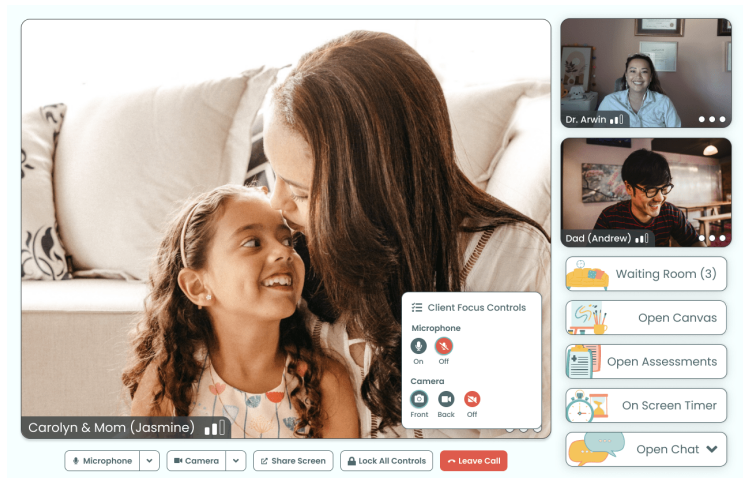 Dr. Arwin
Dad (Andrew)
Carolyn & Mom (Jasmine)
Client Focus Controls
Microphone
On Off
Camera
Front Back Off
Waiting Room (3)
Open Canvas
Open Assessments
On Screen Timer
Open Chat
Microphone
Camera
Share Screen
Lock All Controls
Leave Call